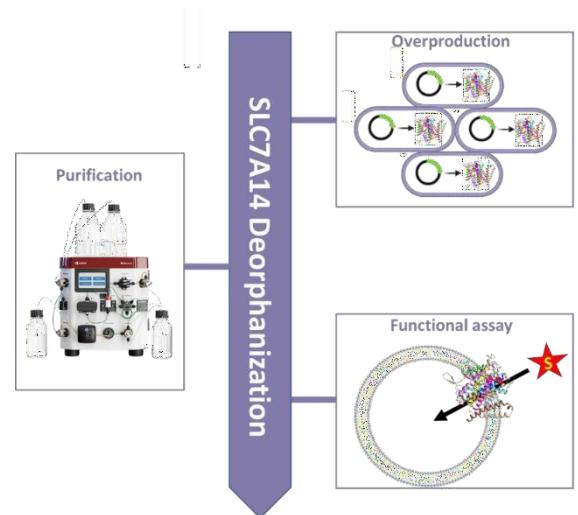 Overproduction
SLC7A14 Deorphanization
Purification
Functional assay
S